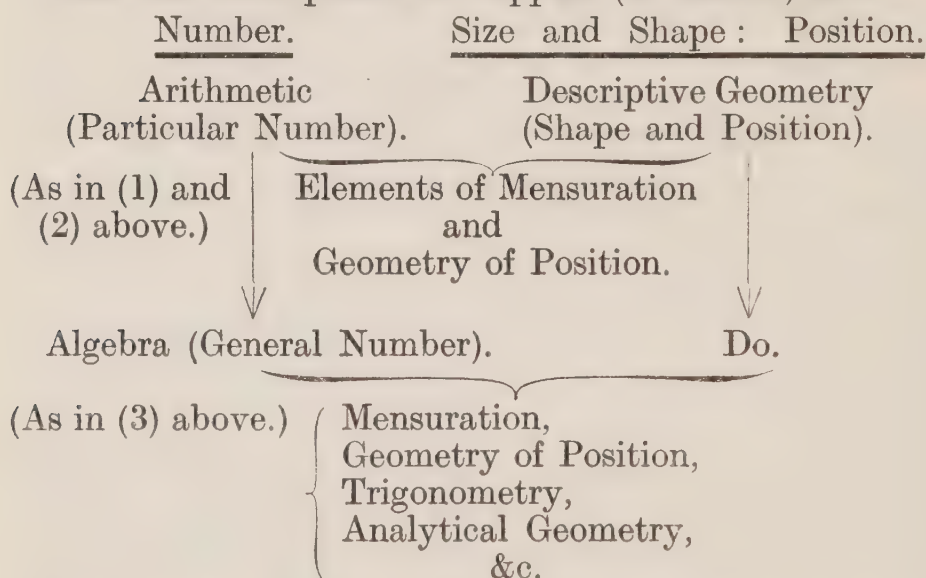 Number. Size and Shape : Position.
Arithmetic Descriptive Geometry
(Particular Number). (Shape and Position).
(As in (1) and Elements of Mensuration
(2) above.) and
Geometry of Position.
Algebra (General Number). Do.
(As in (3) above.) Mensuration,
Geometry of Position,
Trigonometry,
Analytical Geometry,
&c.